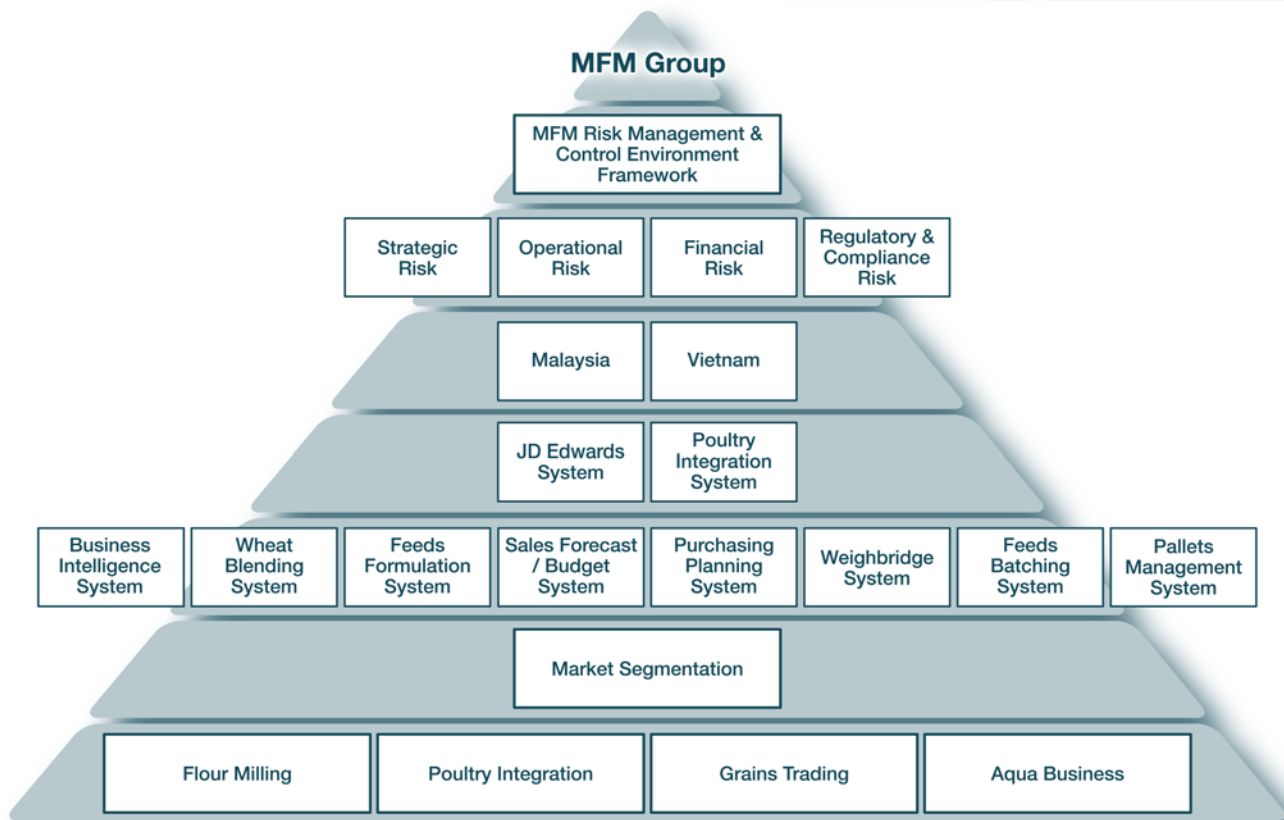 MFM Group
MFM Risk Management &
Control Environment
Framework
Strategic
Risk
Operational
Risk
Financial
Risk
Regulatory &
Compliance
Risk
Malaysia
Vietnam
JD Edwards
System
Poultry
Integration
System
Business
Intelligence
System
Wheat
Blending
System
Feeds
Formulation
System
Sales Forecast
/ Budget
System
Purchasing
Planning
System
Weighbridge
System
Feeds
Batching
System
Pallets
Management
System
Market Segmentation
Flour Milling
Poultry Integration
Grains Trading
Aqua Business